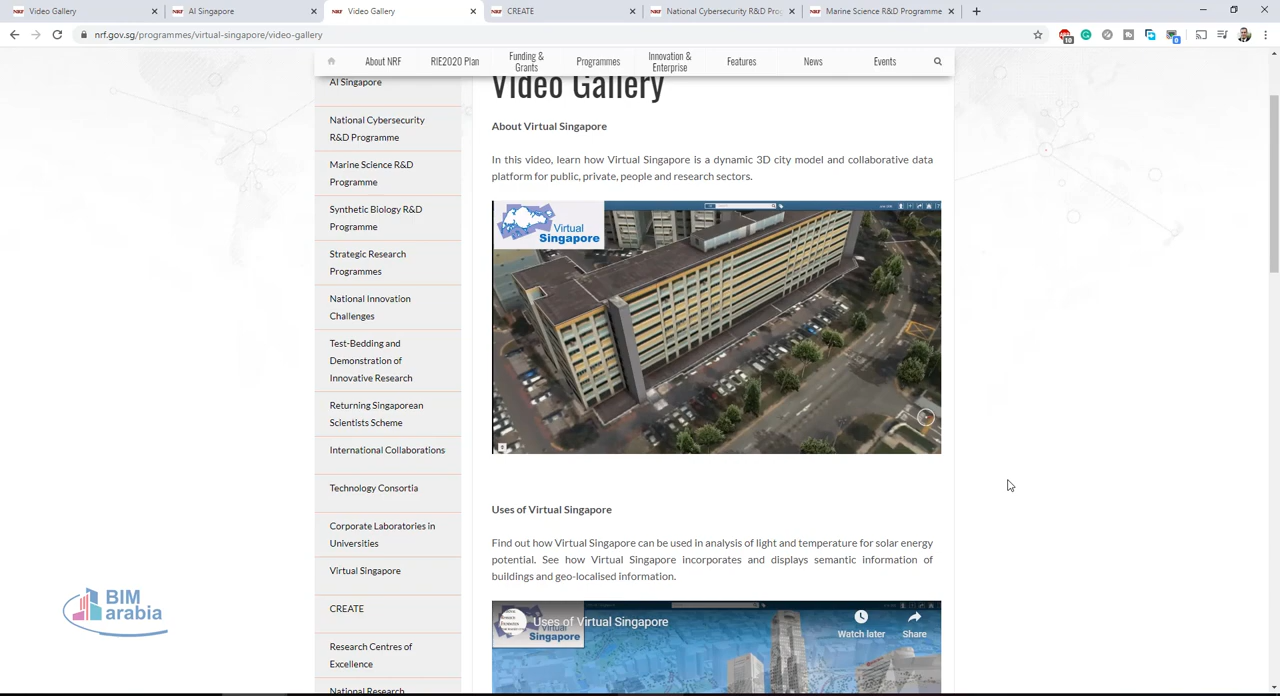 Video Gallery
AI Singapore
Video Gallery
CREATE
National Cybersecurity R&D Prog
Marine Science R&D Programme
nrf.gov.sg/programmes/virtual-singapore/video-gallery
10
0
About NRF
RIE2020 Plan
Funding &
Grants
Programmes
Innovation &
Enterprise
Features
News
Events
AI Singapore
National Cybersecurity
R&D Programme
Marine Science R&D
Programme
Synthetic Biology R&D
Programme
Strategic Research
Programmes
National Innovation
Challenges
Test-Bedding and
Demonstration of
Innovative Research
Returning Singaporean
Scientists Scheme
International Collaborations
Technology Consortia
Corporate Laboratories in
Universities
Virtual Singapore
CREATE
Research Centres of
Excellence
National Research
Video Gallery
About Virtual Singapore
In this video, learn how Virtual Singapore is a dynamic 3D city model and collaborative data
platform for public, private, people and research sectors.
Virtual
Singapore
Uses of Virtual Singapore
Find out how Virtual Singapore can be used in analysis of light and temperature for solar energy
potential. See how Virtual Singapore incorporates and displays semantic information of
buildings and geo-localised information.
Uses of Virtual Singapore
Virtual
Singapore
Watch later
Share
BIM
arabia